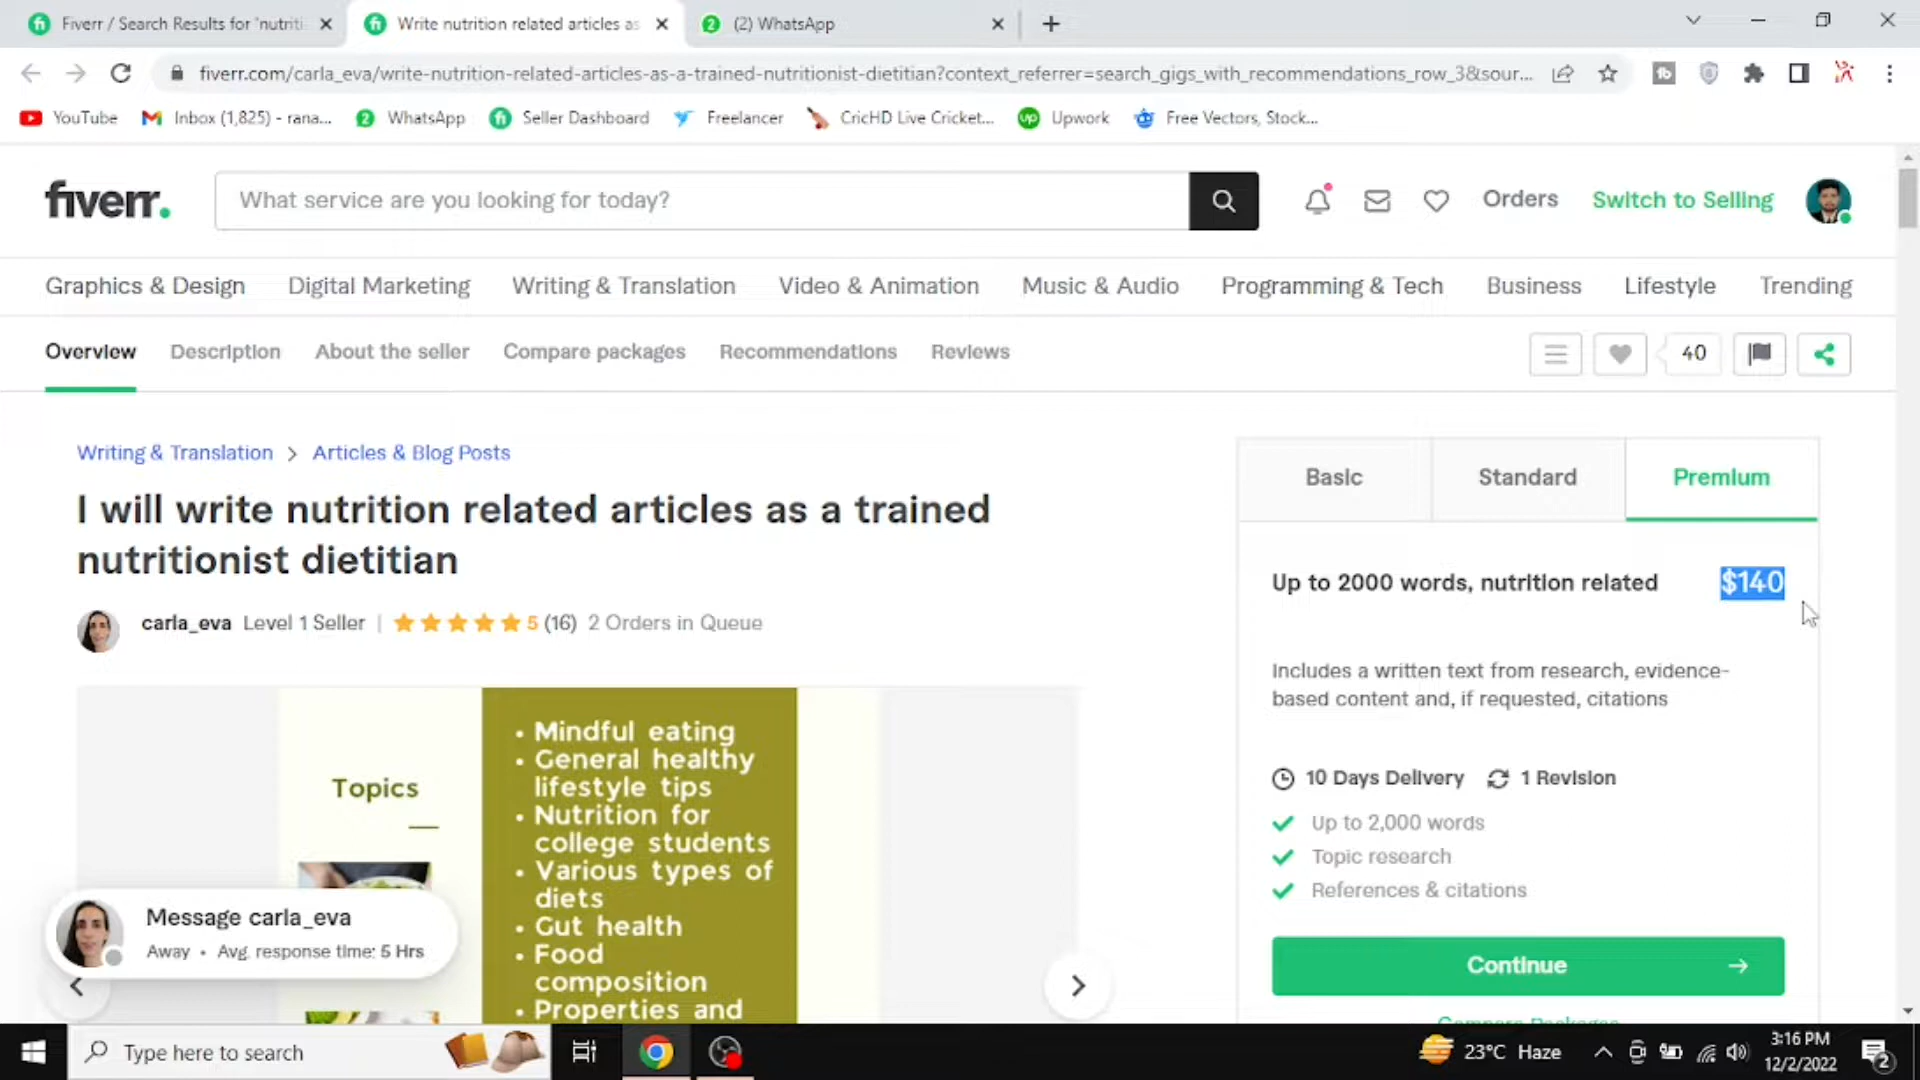 Fiverr / Search Results for 'nutriti
Write nutrition related articles as
(2) WhatsApp
fiverr.com/carla_eva/write-nutrition-related-articles-as-a-trained-nutritionist-dietitian?context_referrer=search_gigs_with_recommendations_row_3&sour...
YouTube
Inbox (1,825) - rana...
WhatsApp
Seller Dashboard
Freelancer
CricHD Live Cricket...
Upwork
Free Vectors, Stock...
fiverr.
What service are you looking for today?
Orders
Switch to Selling
Graphics & Design
Digital Marketing
Writing & Translation
Video & Animation
Music & Audio
Programming & Tech
Business
Lifestyle
Trending
Overview
Description
About the seller
Compare packages
Recommendations
Reviews
40
Writing & Translation > Articles & Blog Posts
I will write nutrition related articles as a trained
nutritionist dietitian
carla_eva Level 1 Seller | 5 (16) 2 Orders in Queue
Topics
• Mindful eating
• General healthy
lifestyle tips
• Nutrition for
college students
• Various types of
diets
• Gut health
• Food
composition
• Properties and
Message carla_eva
Away • Avg. response time: 5 Hrs
Basic
Standard
Premium
Up to 2000 words, nutrition related
$140
Includes a written text from research, evidence-
based content and, if requested, citations
10 Days Delivery
1 Revision
Up to 2,000 words
Topic research
References & citations
Continue
Compare Packages
Type here to search
23°C Haze
3:16 PM
12/2/2022
2